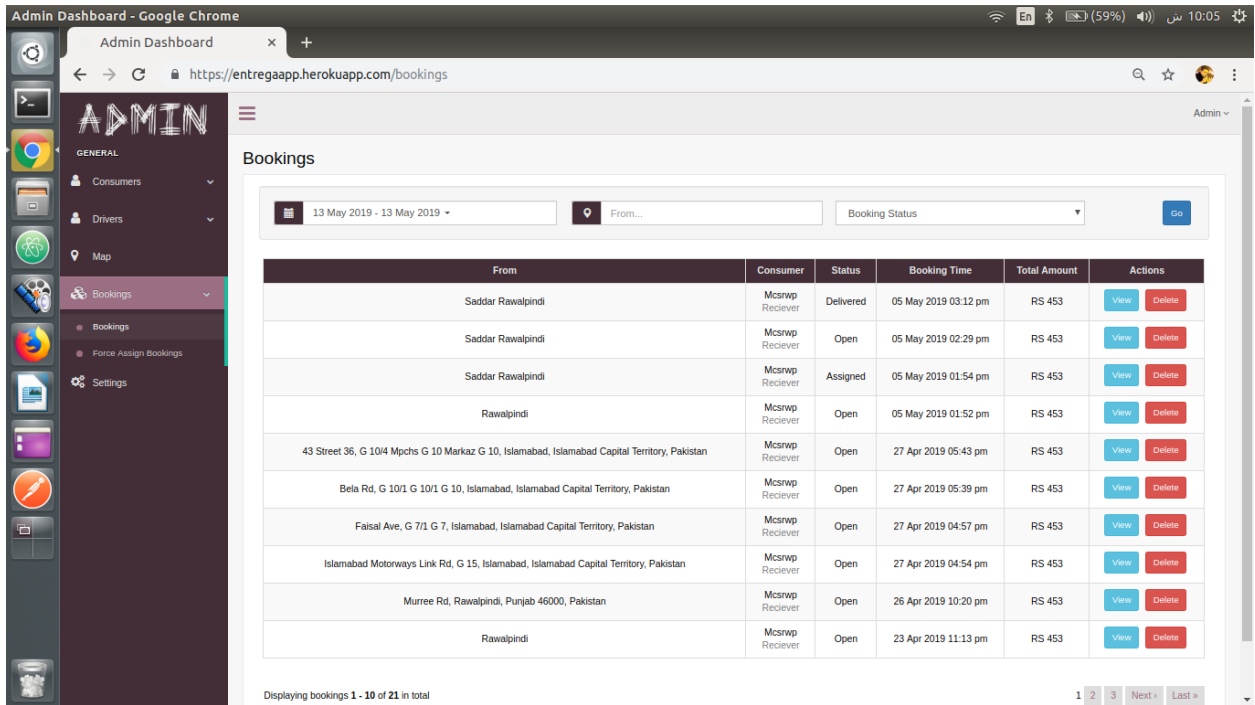 Admin Dashboard - Google Chrome
En (59%) ش 10:05
Admin Dashboard × +
https://entregaapp.herokuapp.com/bookings
ADMIN
Admin
GENERAL
Consumers
Drivers
Map
Bookings
Bookings
Force Assign Bookings
Settings
Bookings
13 May 2019 - 13 May 2019 From... Booking Status Go
From Consumer Status Booking Time Total Amount Actions
Saddar Rawalpindi Mcsrwp Reciever Delivered 05 May 2019 03:12 pm RS 453 View Delete
Saddar Rawalpindi Mcsrwp Reciever Open 05 May 2019 02:29 pm RS 453 View Delete
Saddar Rawalpindi Mcsrwp Reciever Assigned 05 May 2019 01:54 pm RS 453 View Delete
Rawalpindi Mcsrwp Reciever Open 05 May 2019 01:52 pm RS 453 View Delete
43 Street 36, G 10/4 Mpchs G 10 Markaz G 10, Islamabad, Islamabad Capital Territory, Pakistan Mcsrwp Reciever Open 27 Apr 2019 05:43 pm RS 453 View Delete
Bela Rd, G 10/1 G 10/1 G 10, Islamabad, Islamabad Capital Territory, Pakistan Mcsrwp Reciever Open 27 Apr 2019 05:39 pm RS 453 View Delete
Faisal Ave, G 7/1 G 7, Islamabad, Islamabad Capital Territory, Pakistan Mcsrwp Reciever Open 27 Apr 2019 04:57 pm RS 453 View Delete
Islamabad Motorways Link Rd, G 15, Islamabad, Islamabad Capital Territory, Pakistan Mcsrwp Reciever Open 27 Apr 2019 04:54 pm RS 453 View Delete
Murree Rd, Rawalpindi, Punjab 46000, Pakistan Mcsrwp Reciever Open 26 Apr 2019 10:20 pm RS 453 View Delete
Rawalpindi Mcsrwp Reciever Open 23 Apr 2019 11:13 pm RS 453 View Delete
Displaying bookings 1 - 10 of 21 in total
1 2 3 Next › Last »